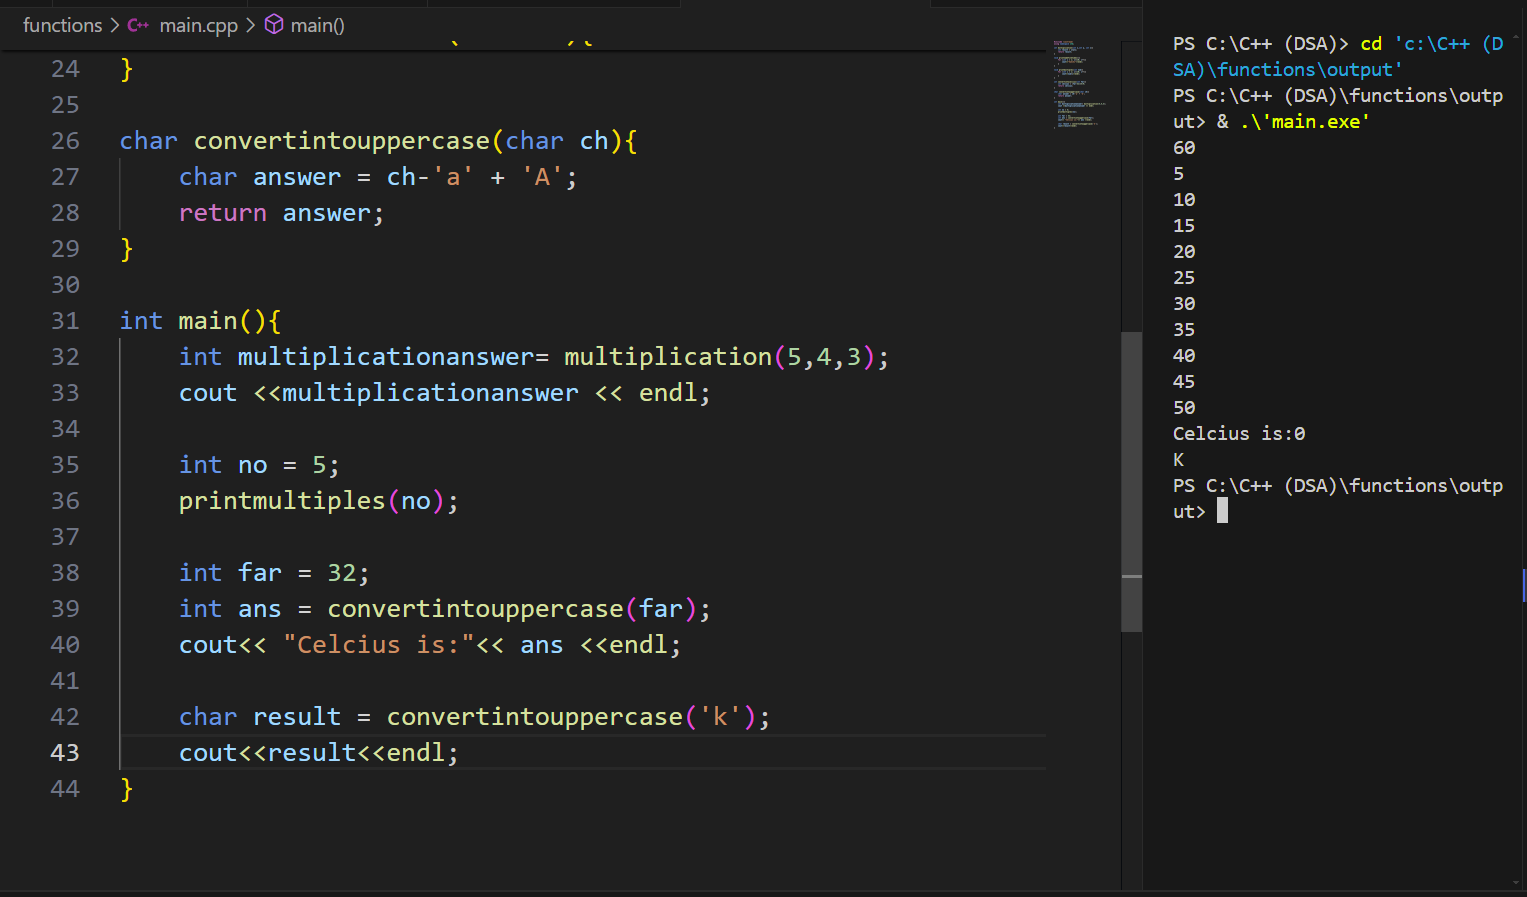 functions > C++ main.cpp > main()
24 }
25
26 char convertintouppercase(char ch){
27 char answer = ch-'a' + 'A';
28 return answer;
29 }
30
31 int main(){
32 int multiplicationanswer= multiplication(5,4,3);
33 cout <<multiplicationanswer << endl;
34
35 int no = 5;
36 printmultiples(no);
37
38 int far = 32;
39 int ans = convertintouppercase(far);
40 cout<< "Celcius is:"<< ans <<endl;
41
42 char result = convertintouppercase('k');
43 cout<<result<<endl;
44 }
PS C:\C++ (DSA)> cd 'c:\C++ (D
SA)\functions\output'
PS C:\C++ (DSA)\functions\outp
ut> & .\'main.exe'
60
5
10
15
20
25
30
35
40
45
50
Celcius is:0
K
PS C:\C++ (DSA)\functions\outp
ut>